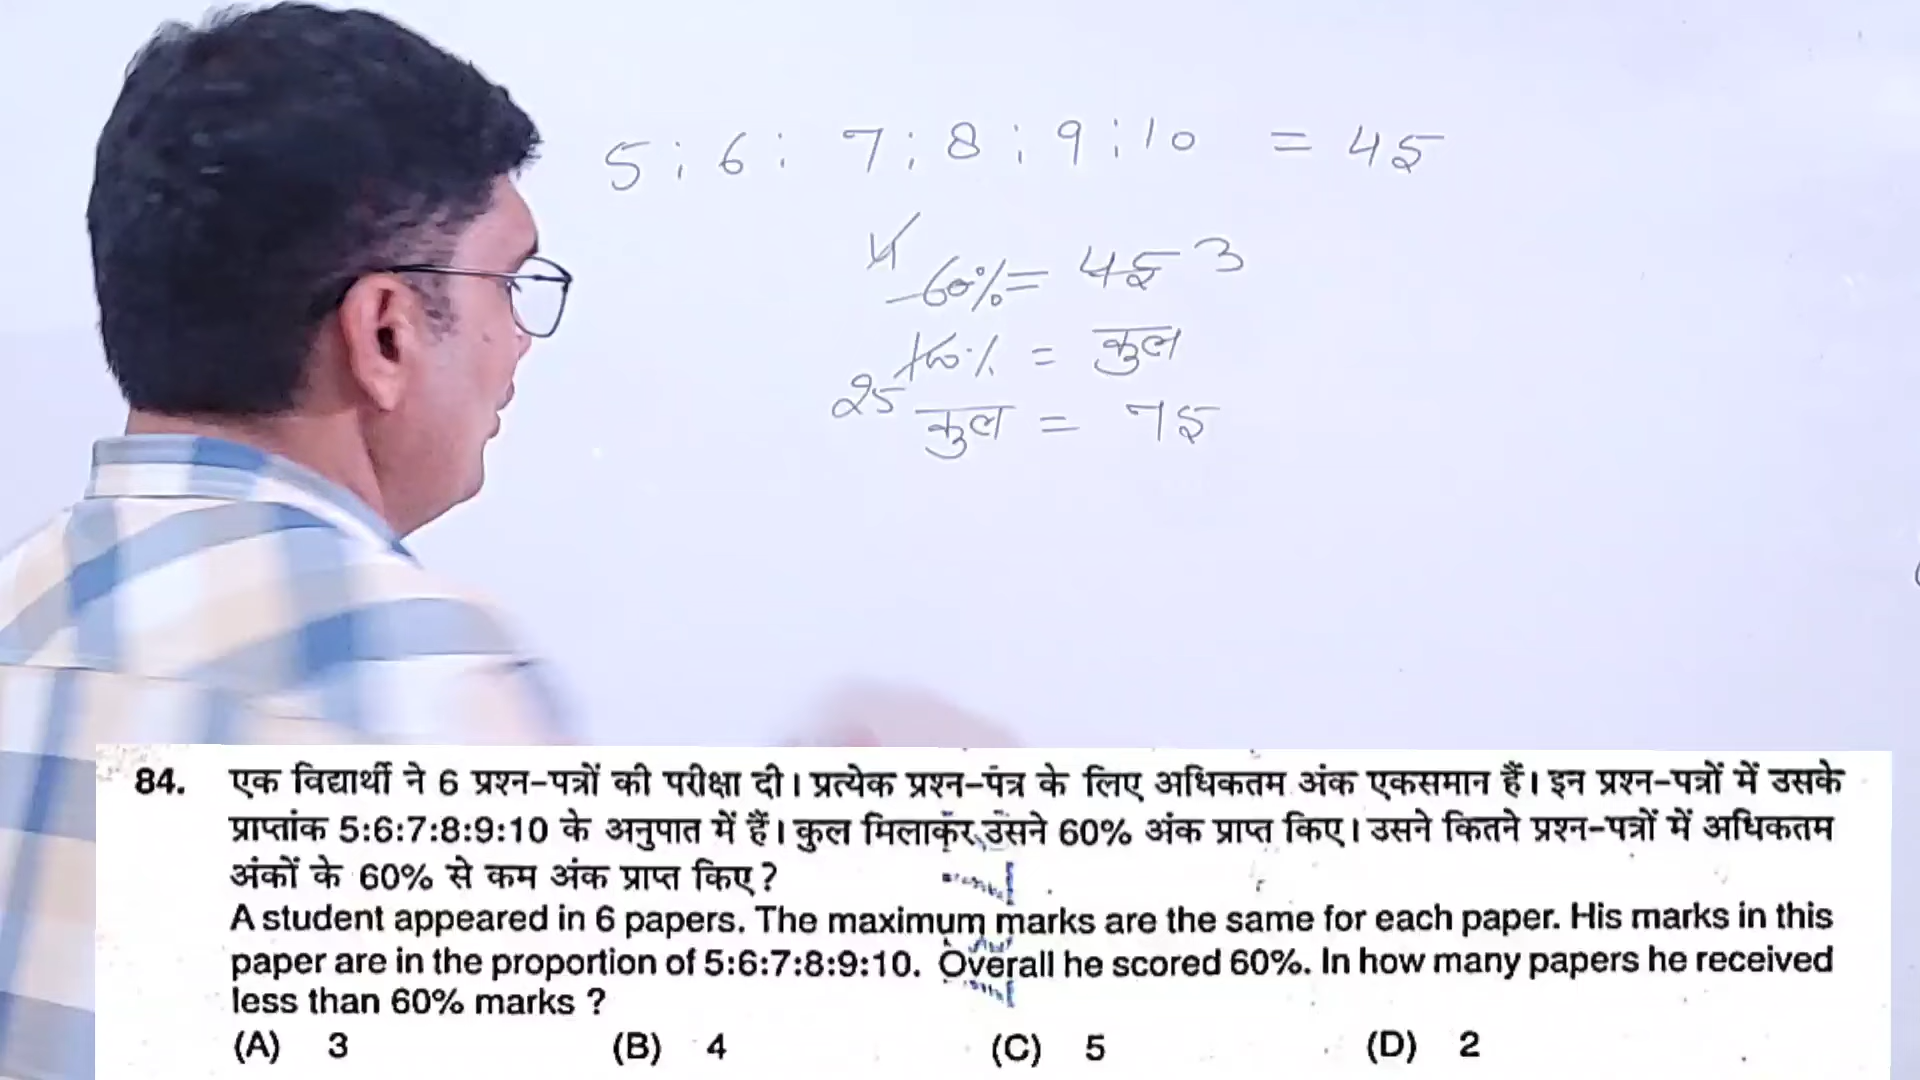 5 : 6 : 7 : 8 : 9 : 10 = 45
4
60% = 45 3
100% = कुल
25
कुल = 75
84. एक विद्यार्थी ने 6 प्रश्न-पत्रों की परीक्षा दी। प्रत्येक प्रश्न-पत्र के लिए अधिकतम अंक एकसमान हैं। इन प्रश्न-पत्रों में उसके
प्राप्तांक 5:6:7:8:9:10 के अनुपात में हैं। कुल मिलाकर उसने 60% अंक प्राप्त किए। उसने कितने प्रश्न-पत्रों में अधिकतम
अंकों के 60% से कम अंक प्राप्त किए?
A student appeared in 6 papers. The maximum marks are the same for each paper. His marks in this
paper are in the proportion of 5:6:7:8:9:10. Overall he scored 60%. In how many papers he received
less than 60% marks ?
(A) 3 (B) 4 (C) 5 (D) 2